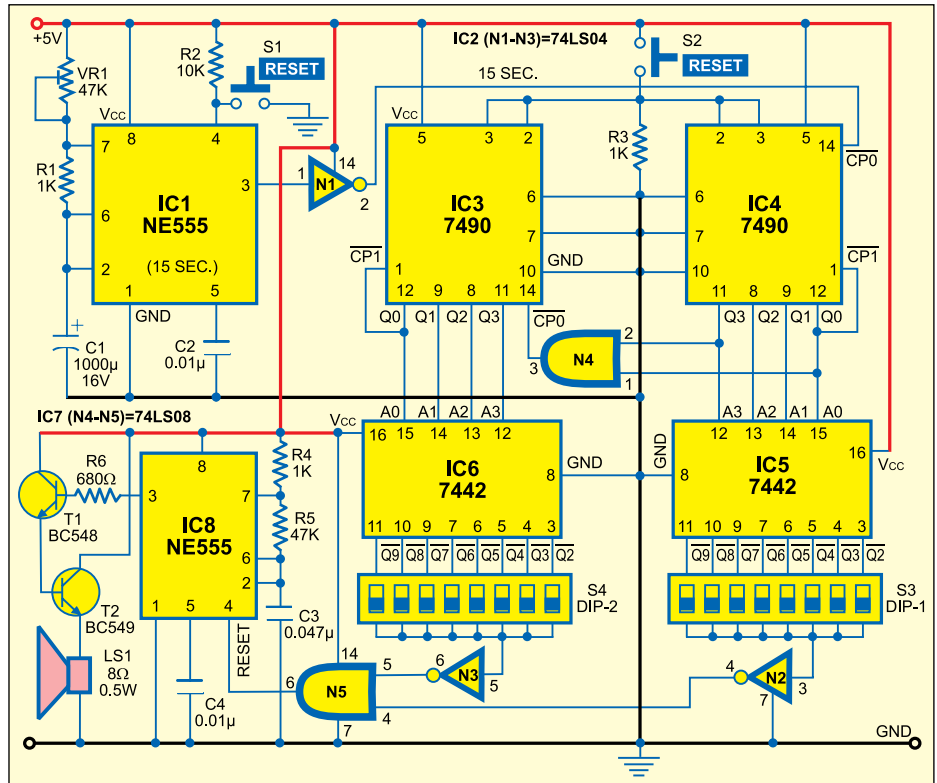 +5V
VR1
47K
R2
10K
S1
RESET
IC2 (N1-N3)=74LS04
S2
RESET
15 SEC.
VCC
8
4
7
R1
1K
6
2
IC1
NE555
(15 SEC.)
3
1
5
GND
C1
1000µ
16V
+
C2
0.01µ
1
14
N1
2
VCC
5
3
2
IC3
7490
6
7
10
GND
CP1
1
12
9
8
11
14
Q0
Q1
Q2
Q3
CP0
R3
1K
2
3
5
14
CP0
IC4
7490
6
7
10
CP1
1
11
8
9
12
Q3
Q2
Q1
Q0
N4
2
1
3
IC7 (N4-N5)=74LS08
VCC
A0
A1
A2
A3
16
15
14
13
12
IC6
7442
8
GND
11
10
9
7
6
5
4
3
Q9
Q8
Q7
Q6
Q5
Q4
Q3
Q2
S4
DIP-2
A3
A2
A1
A0
12
13
14
15
16
VCC
GND
8
IC5
7442
11
10
9
7
6
5
4
3
Q9
Q8
Q7
Q6
Q5
Q4
Q3
Q2
S3
DIP-1
R6
680Ω
T1
BC548
T2
BC549
LS1
8Ω
0.5W
8
3
7
6
2
IC8
NE555
1
5
4
RESET
C4
0.01µ
R4
1K
R5
47K
C3
0.047µ
14
N5
6
5
4
7
N3
6
5
N2
4
3
7
GND